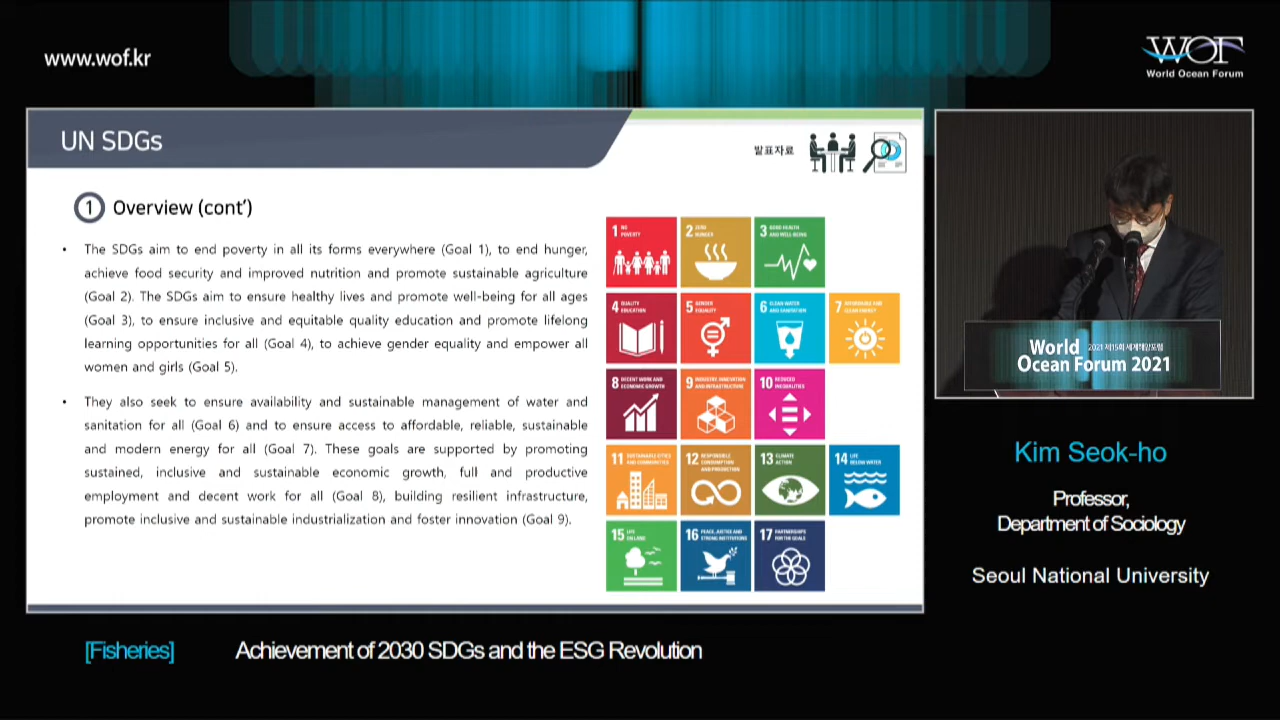 www.wof.kr
WOF
World Ocean Forum
UN SDGs
발표자료
1 Overview (cont')
• The SDGs aim to end poverty in all its forms everywhere (Goal 1), to end hunger,
achieve food security and improved nutrition and promote sustainable agriculture
(Goal 2). The SDGs aim to ensure healthy lives and promote well-being for all ages
(Goal 3), to ensure inclusive and equitable quality education and promote lifelong
learning opportunities for all (Goal 4), to achieve gender equality and empower all
women and girls (Goal 5).
• They also seek to ensure availability and sustainable management of water and
sanitation for all (Goal 6) and to ensure access to affordable, reliable, sustainable
and modern energy for all (Goal 7). These goals are supported by promoting
sustained, inclusive and sustainable economic growth, full and productive
employment and decent work for all (Goal 8), building resilient infrastructure,
promote inclusive and sustainable industrialization and foster innovation (Goal 9).
1 NO
POVERTY
2 ZERO
HUNGER
3 GOOD HEALTH
AND WELL-BEING
4 QUALITY
EDUCATION
5 GENDER
EQUALITY
6 CLEAN WATER
AND SANITATION
7 AFFORDABLE AND
CLEAN ENERGY
8 DECENT WORK AND
ECONOMIC GROWTH
9 INDUSTRY, INNOVATION
AND INFRASTRUCTURE
10 REDUCED
INEQUALITIES
11 SUSTAINABLE CITIES
AND COMMUNITIES
12 RESPONSIBLE
CONSUMPTION
AND PRODUCTION
13 CLIMATE
ACTION
14 LIFE
BELOW WATER
15 LIFE
ON LAND
16 PEACE, JUSTICE AND
STRONG INSTITUTIONS
17 PARTNERSHIPS
FOR THE GOALS
World 2021 제15회 세계해양포럼
Ocean Forum 2021
Kim Seok-ho
Professor,
Department of Sociology
Seoul National University
[Fisheries] Achievement of 2030 SDGs and the ESG Revolution